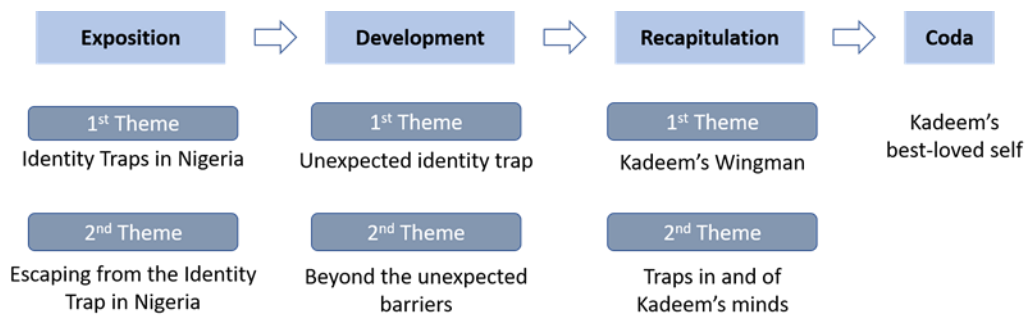 Exposition
Development
Recapitulation
Coda
1st Theme
Identity Traps in Nigeria
1st Theme
Unexpected identity trap
1st Theme
Kadeem's Wingman
Kadeem's
best-loved self
2nd Theme
Escaping from the Identity
Trap in Nigeria
2nd Theme
Beyond the unexpected
barriers
2nd Theme
Traps in and of
Kadeem's minds